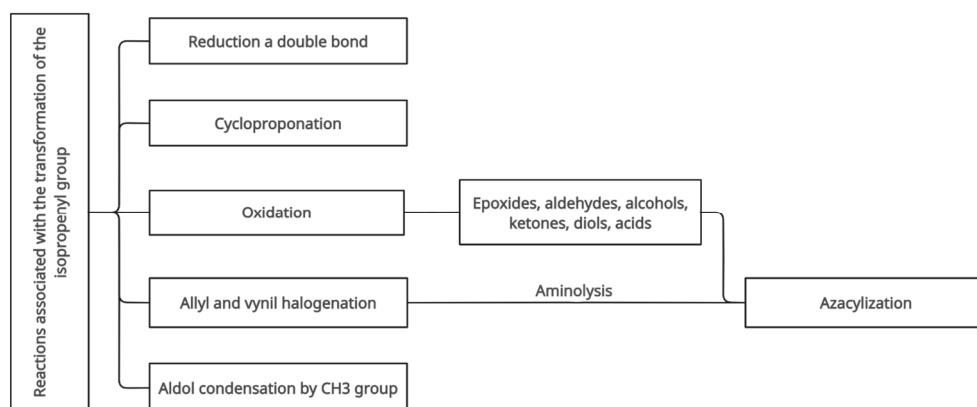 Reactions associated with the transformation of the
isopropenyl group
Reduction a double bond
Cycloproponation
Oxidation
Epoxides, aldehydes, alcohols,
ketones, diols, acids
Allyl and vynil halogenation
Aminolysis
Azacylization
Aldol condensation by CH3 group